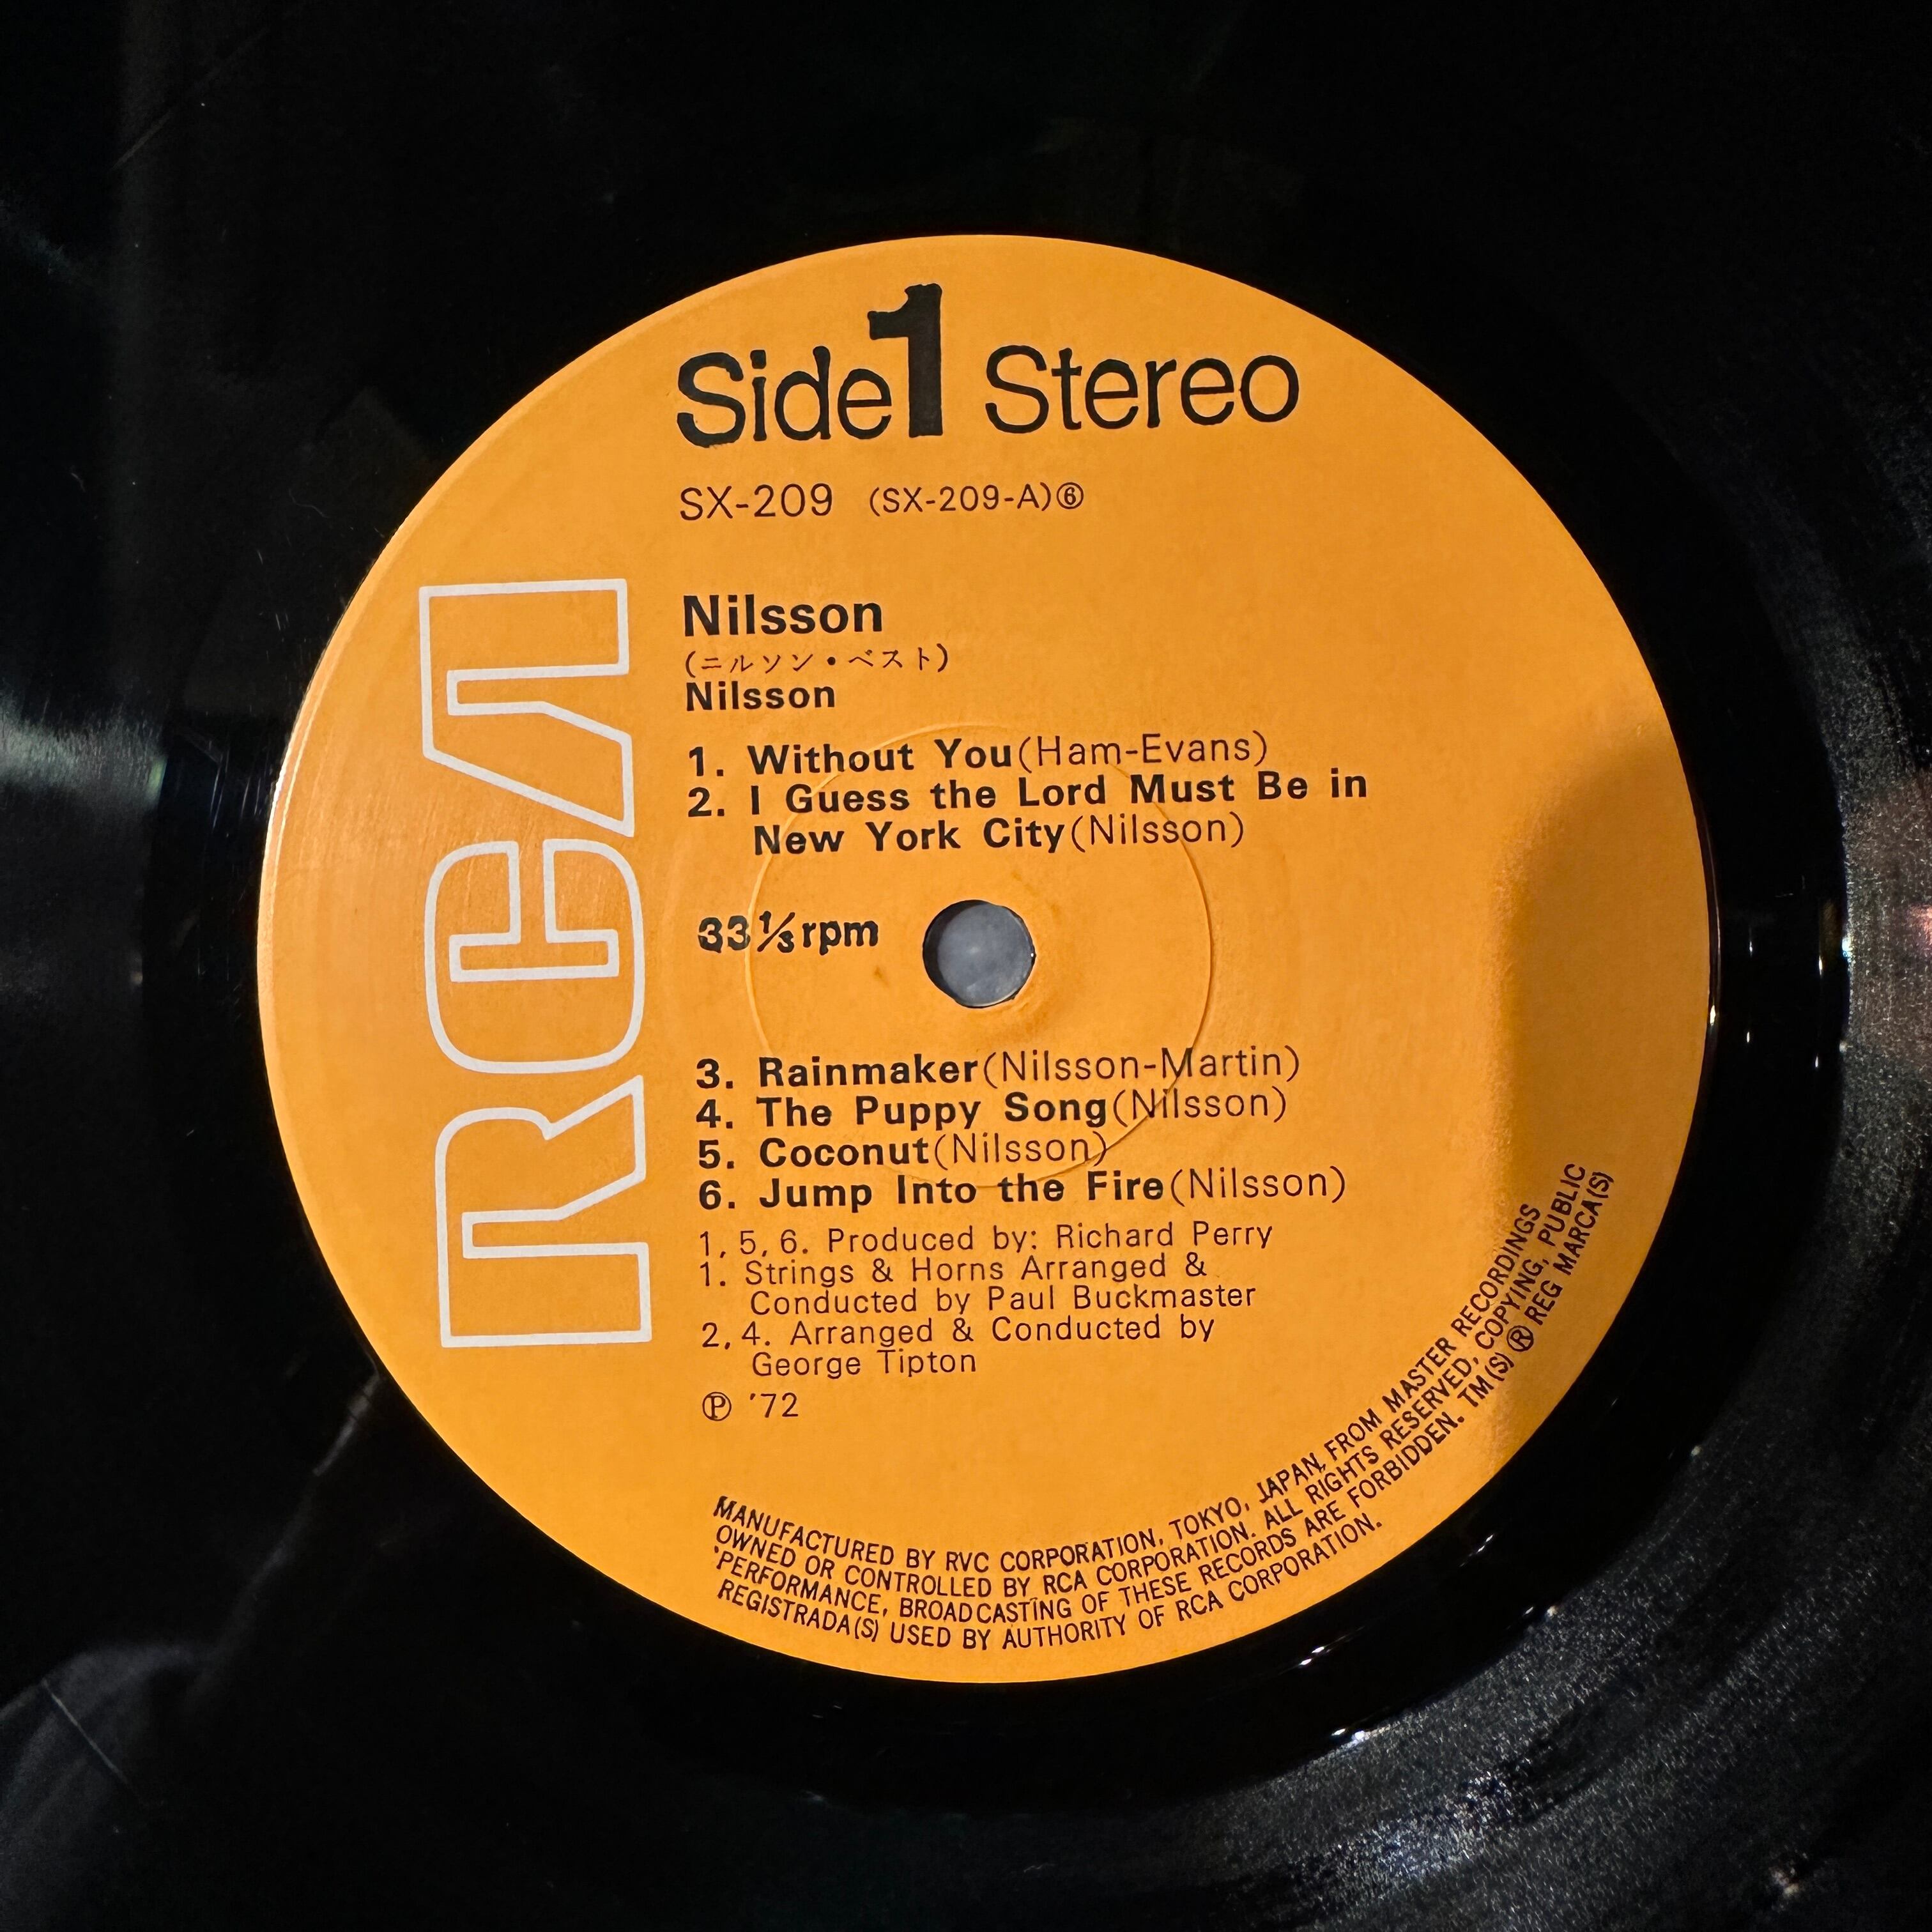 Side 1 Stereo
SX-209 (SX-209-A)⑥
RCA
Nilsson
(ニルソン・ベスト)
Nilsson
1. Without You(Ham-Evans)
2. I Guess the Lord Must Be in
New York City(Nilsson)
33⅓rpm
3. Rainmaker(Nilsson-Martin)
4. The Puppy Song(Nilsson)
5. Coconut(Nilsson)
6. Jump Into the Fire(Nilsson)
1, 5, 6. Produced by: Richard Perry
1. Strings & Horns Arranged &
Conducted by Paul Buckmaster
2, 4. Arranged & Conducted by
George Tipton
Ⓟ '72
MANUFACTURED BY RVC CORPORATION, TOKYO, JAPAN, FROM MASTER RECORDINGS
OWNED OR CONTROLLED BY RCA CORPORATION. ALL RIGHTS RESERVED, COPYING, PUBLIC
'PERFORMANCE, BROADCASTING OF THESE RECORDS ARE FORBIDDEN. TM(S) ® REG MARCA(S)
REGISTRADA(S) USED BY AUTHORITY OF RCA CORPORATION.